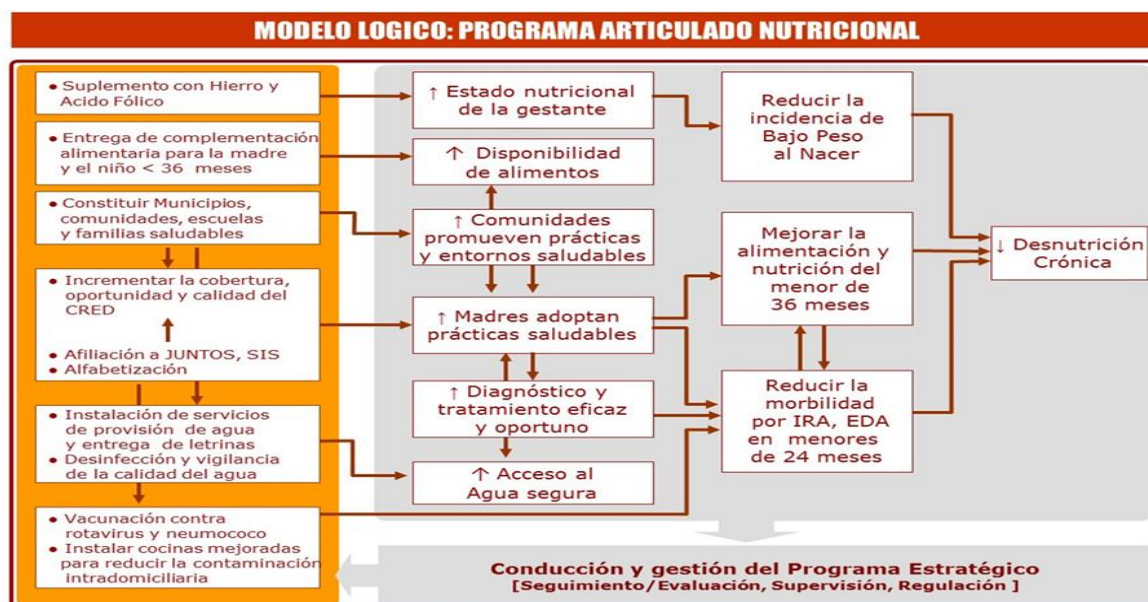 MODELO LOGICO: PROGRAMA ARTICULADO NUTRICIONAL
• Suplemento con Hierro y
Acido Fólico
• Entrega de complementación
alimentaria para la madre
y el niño < 36 meses
• Constituir Municipios,
comunidades, escuelas
y familias saludables
• Incrementar la cobertura,
oportunidad y calidad del
CRED
• Afiliación a JUNTOS, SIS
• Alfabetización
• Instalación de servicios
de provisión de agua
y entrega de letrinas
• Desinfección y vigilancia
de la calidad del agua
• Vacunación contra
rotavirus y neumococo
• Instalar cocinas mejoradas
para reducir la contaminación
intradomiciliaria
↑ Estado nutricional
de la gestante
↑ Disponibilidad
de alimentos
↑ Comunidades
promueven prácticas
y entornos saludables
↑ Madres adoptan
prácticas saludables
↑ Diagnóstico y
tratamiento eficaz
y oportuno
↑ Acceso al
Agua segura
Reducir la
incidencia de
Bajo Peso
al Nacer
Mejorar la
alimentación y
nutrición del
menor de
36 meses
Reducir la
morbilidad
por IRA, EDA
en menores
de 24 meses
↓ Desnutrición
Crónica
Conducción y gestión del Programa Estratégico
[Seguimiento/Evaluación, Supervisión, Regulación ]